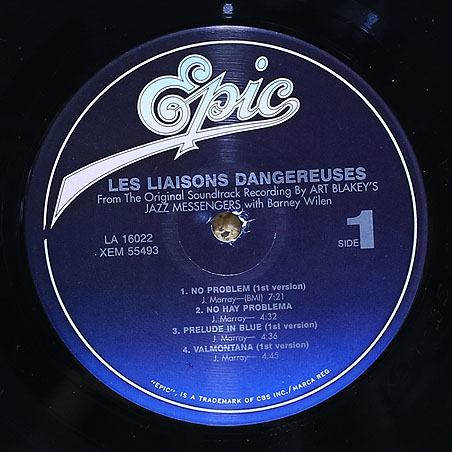 Epic
LES LIAISONS DANGEREUSES
From The Original Soundtrack Recording By ART BLAKEY'S
JAZZ MESSENGERS with Barney Wilen
LA 16022
XEM 55493
SIDE 1
1. NO PROBLEM (1st version)
J. Marray—(BMI) 7:21
2. NO HAY PROBLEMA
J. Marray— 4:32
3. PRELUDE IN BLUE (1st version)
J. Marray— 4:36
4. VALMONTANA (1st version)
J. Marray— 4:45
"EPIC", IS A TRADEMARK OF CBS INC./MARCA REG.